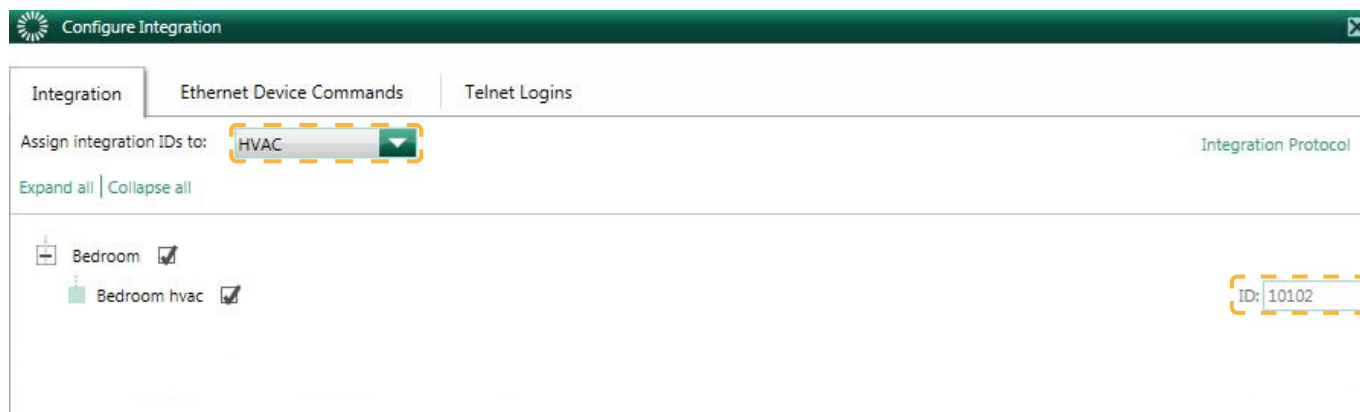 Configure Integration
Integration Ethernet Device Commands Telnet Logins
Assign integration IDs to: HVAC Integration Protocol
Expand all | Collapse all
Bedroom
Bedroom hvac ID: 10102